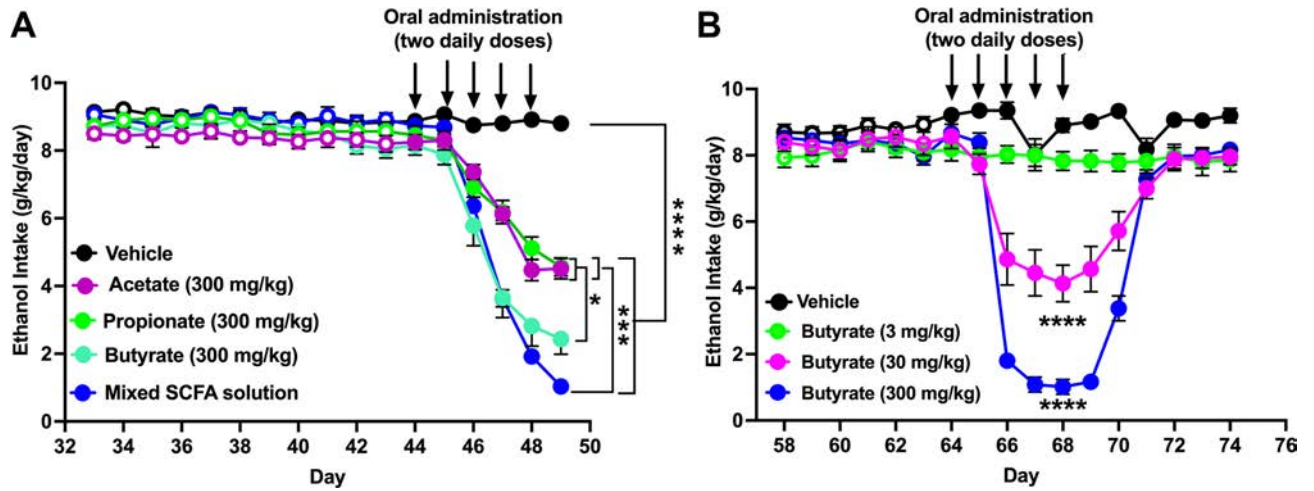 A
Oral administration
(two daily doses)
10
8
6
4
2
0
Ethanol Intake (g/kg/day)
Vehicle
Acetate (300 mg/kg)
Propionate (300 mg/kg)
Butyrate (300 mg/kg)
Mixed SCFA solution
*
***
****
32 34 36 38 40 42 44 46 48 50
Day
B
Oral administration
(two daily doses)
10
8
6
4
2
0
Ethanol Intake (g/kg/day)
Vehicle
Butyrate (3 mg/kg)
Butyrate (30 mg/kg)
Butyrate (300 mg/kg)
****
****
58 60 62 64 66 68 70 72 74 76
Day